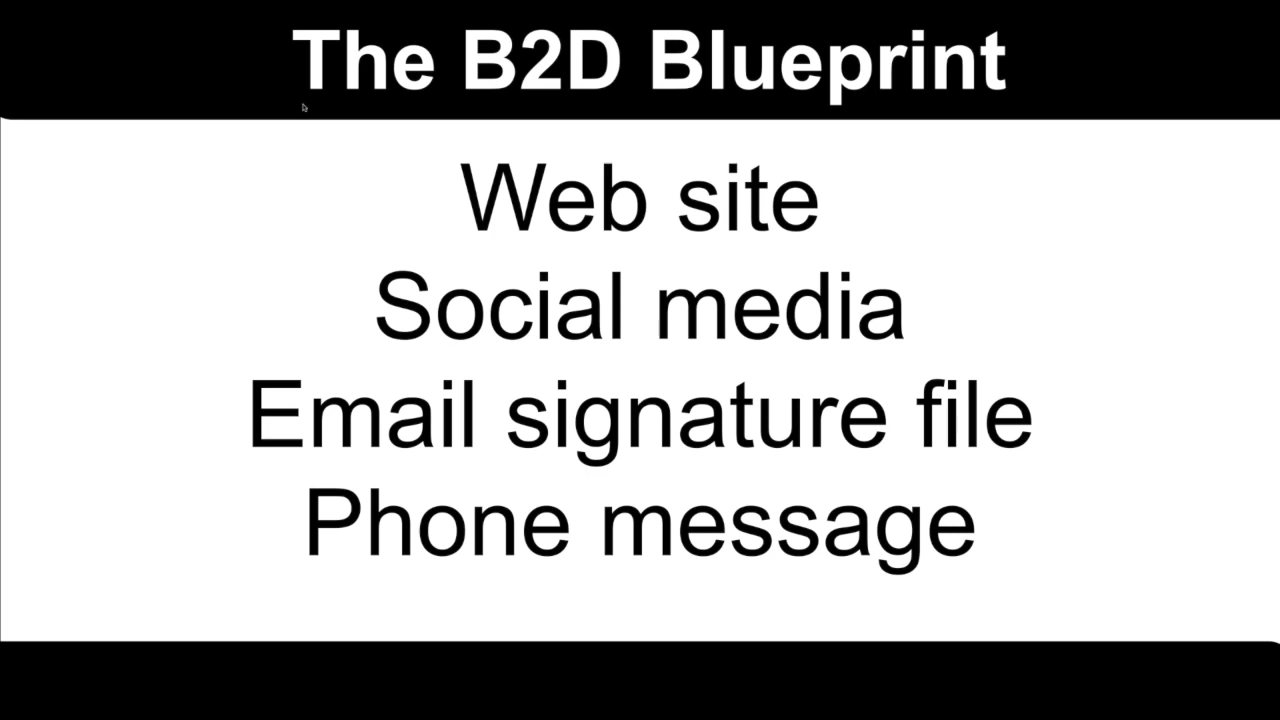 The B2D Blueprint
Web site
Social media
Email signature file
Phone message